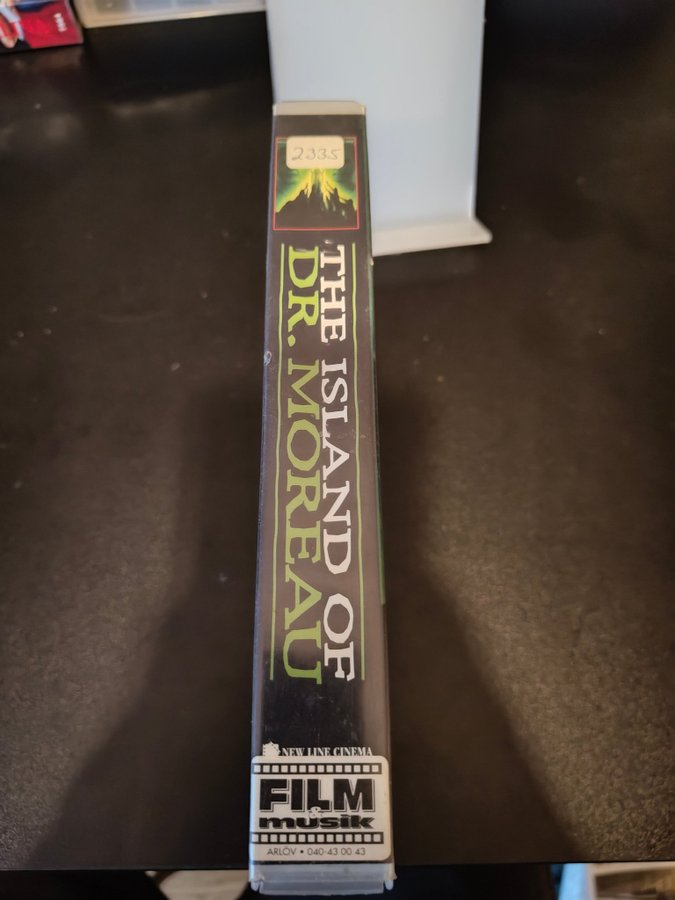 2335
THE ISLAND OF
DR. MOREAU
NEW LINE CINEMA
FILM
& musik
ARLÖV • 040-43 00 43